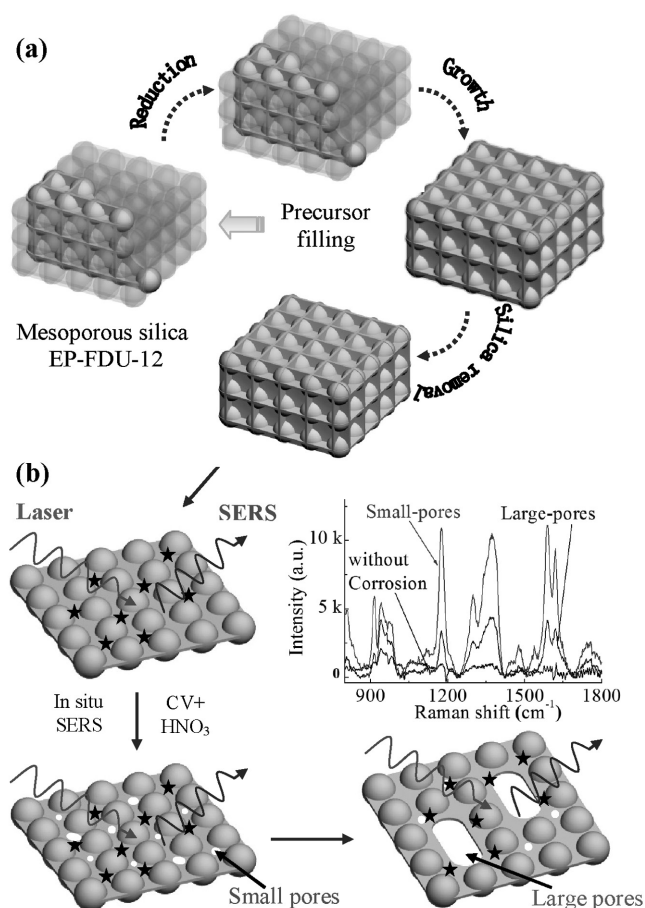 (a)
Reduction
Growth
Precursor
filling
Mesoporous silica
EP-FDU-12
Silica removal
(b)
Laser
SERS
Small-pores
Large-pores
without
Corrosion
10 k
5 k
0
Intensity (a.u.)
900 1200 1500 1800
Raman shift (cm⁻¹)
In situ
SERS
CV+
HNO₃
Small pores
Large pores